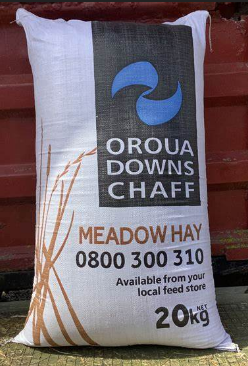 OROUA
DOWNS
CHAFF
MEADOW HAY
0800 300 310
Available from your
local feed store
20kg NET